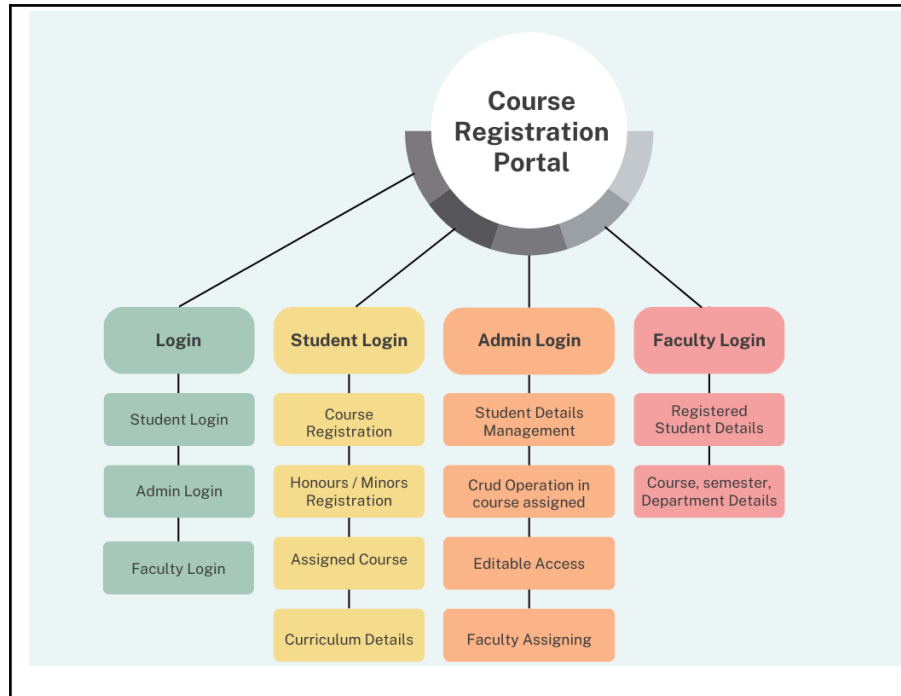 Course
Registration
Portal
Login
Student Login
Admin Login
Faculty Login
Student Login
Course
Registration
Honours / Minors
Registration
Assigned Course
Curriculum Details
Admin Login
Student Details
Management
Crud Operation in
course assigned
Editable Access
Faculty Assigning
Faculty Login
Registered
Student Details
Course, semester,
Department Details